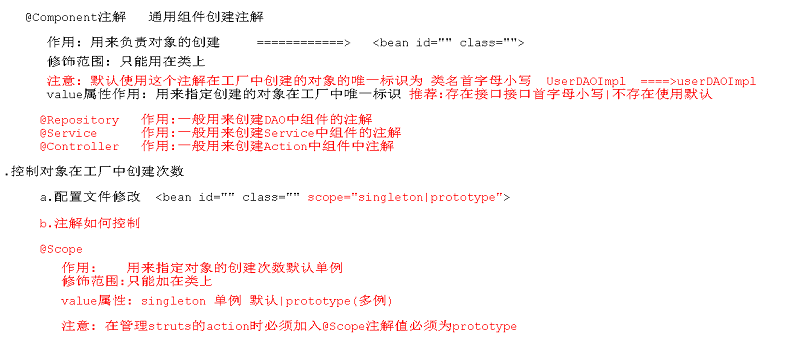 @Component注解   通用组件创建注解
作用: 用来负责对象的创建     ============>   <bean id="" class="">
修饰范围: 只能用在类上
注意: 默认使用这个注解在工厂中创建的对象的唯一标识为 类名首字母小写  UserDAOImpl  ====>userDAOImpl
value属性作用: 用来指定创建的对象在工厂中唯一标识 推荐:存在接口接口首字母小写|不存在使用默认
@Repository   作用:一般用来创建DAO中组件的注解
@Service      作用:一般用来创建Service中组件的注解
@Controller   作用:一般用来创建Action中组件中注解
.控制对象在工厂中创建次数
a.配置文件修改  <bean id="" class="" scope="singleton|prototype">
b.注解如何控制
@Scope
作用:    用来指定对象的创建次数默认单例
修饰范围:只能加在类上
value属性: singleton 单例 默认|prototype(多例)
注意: 在管理struts的action时必须加入@Scope注解值必须为prototype